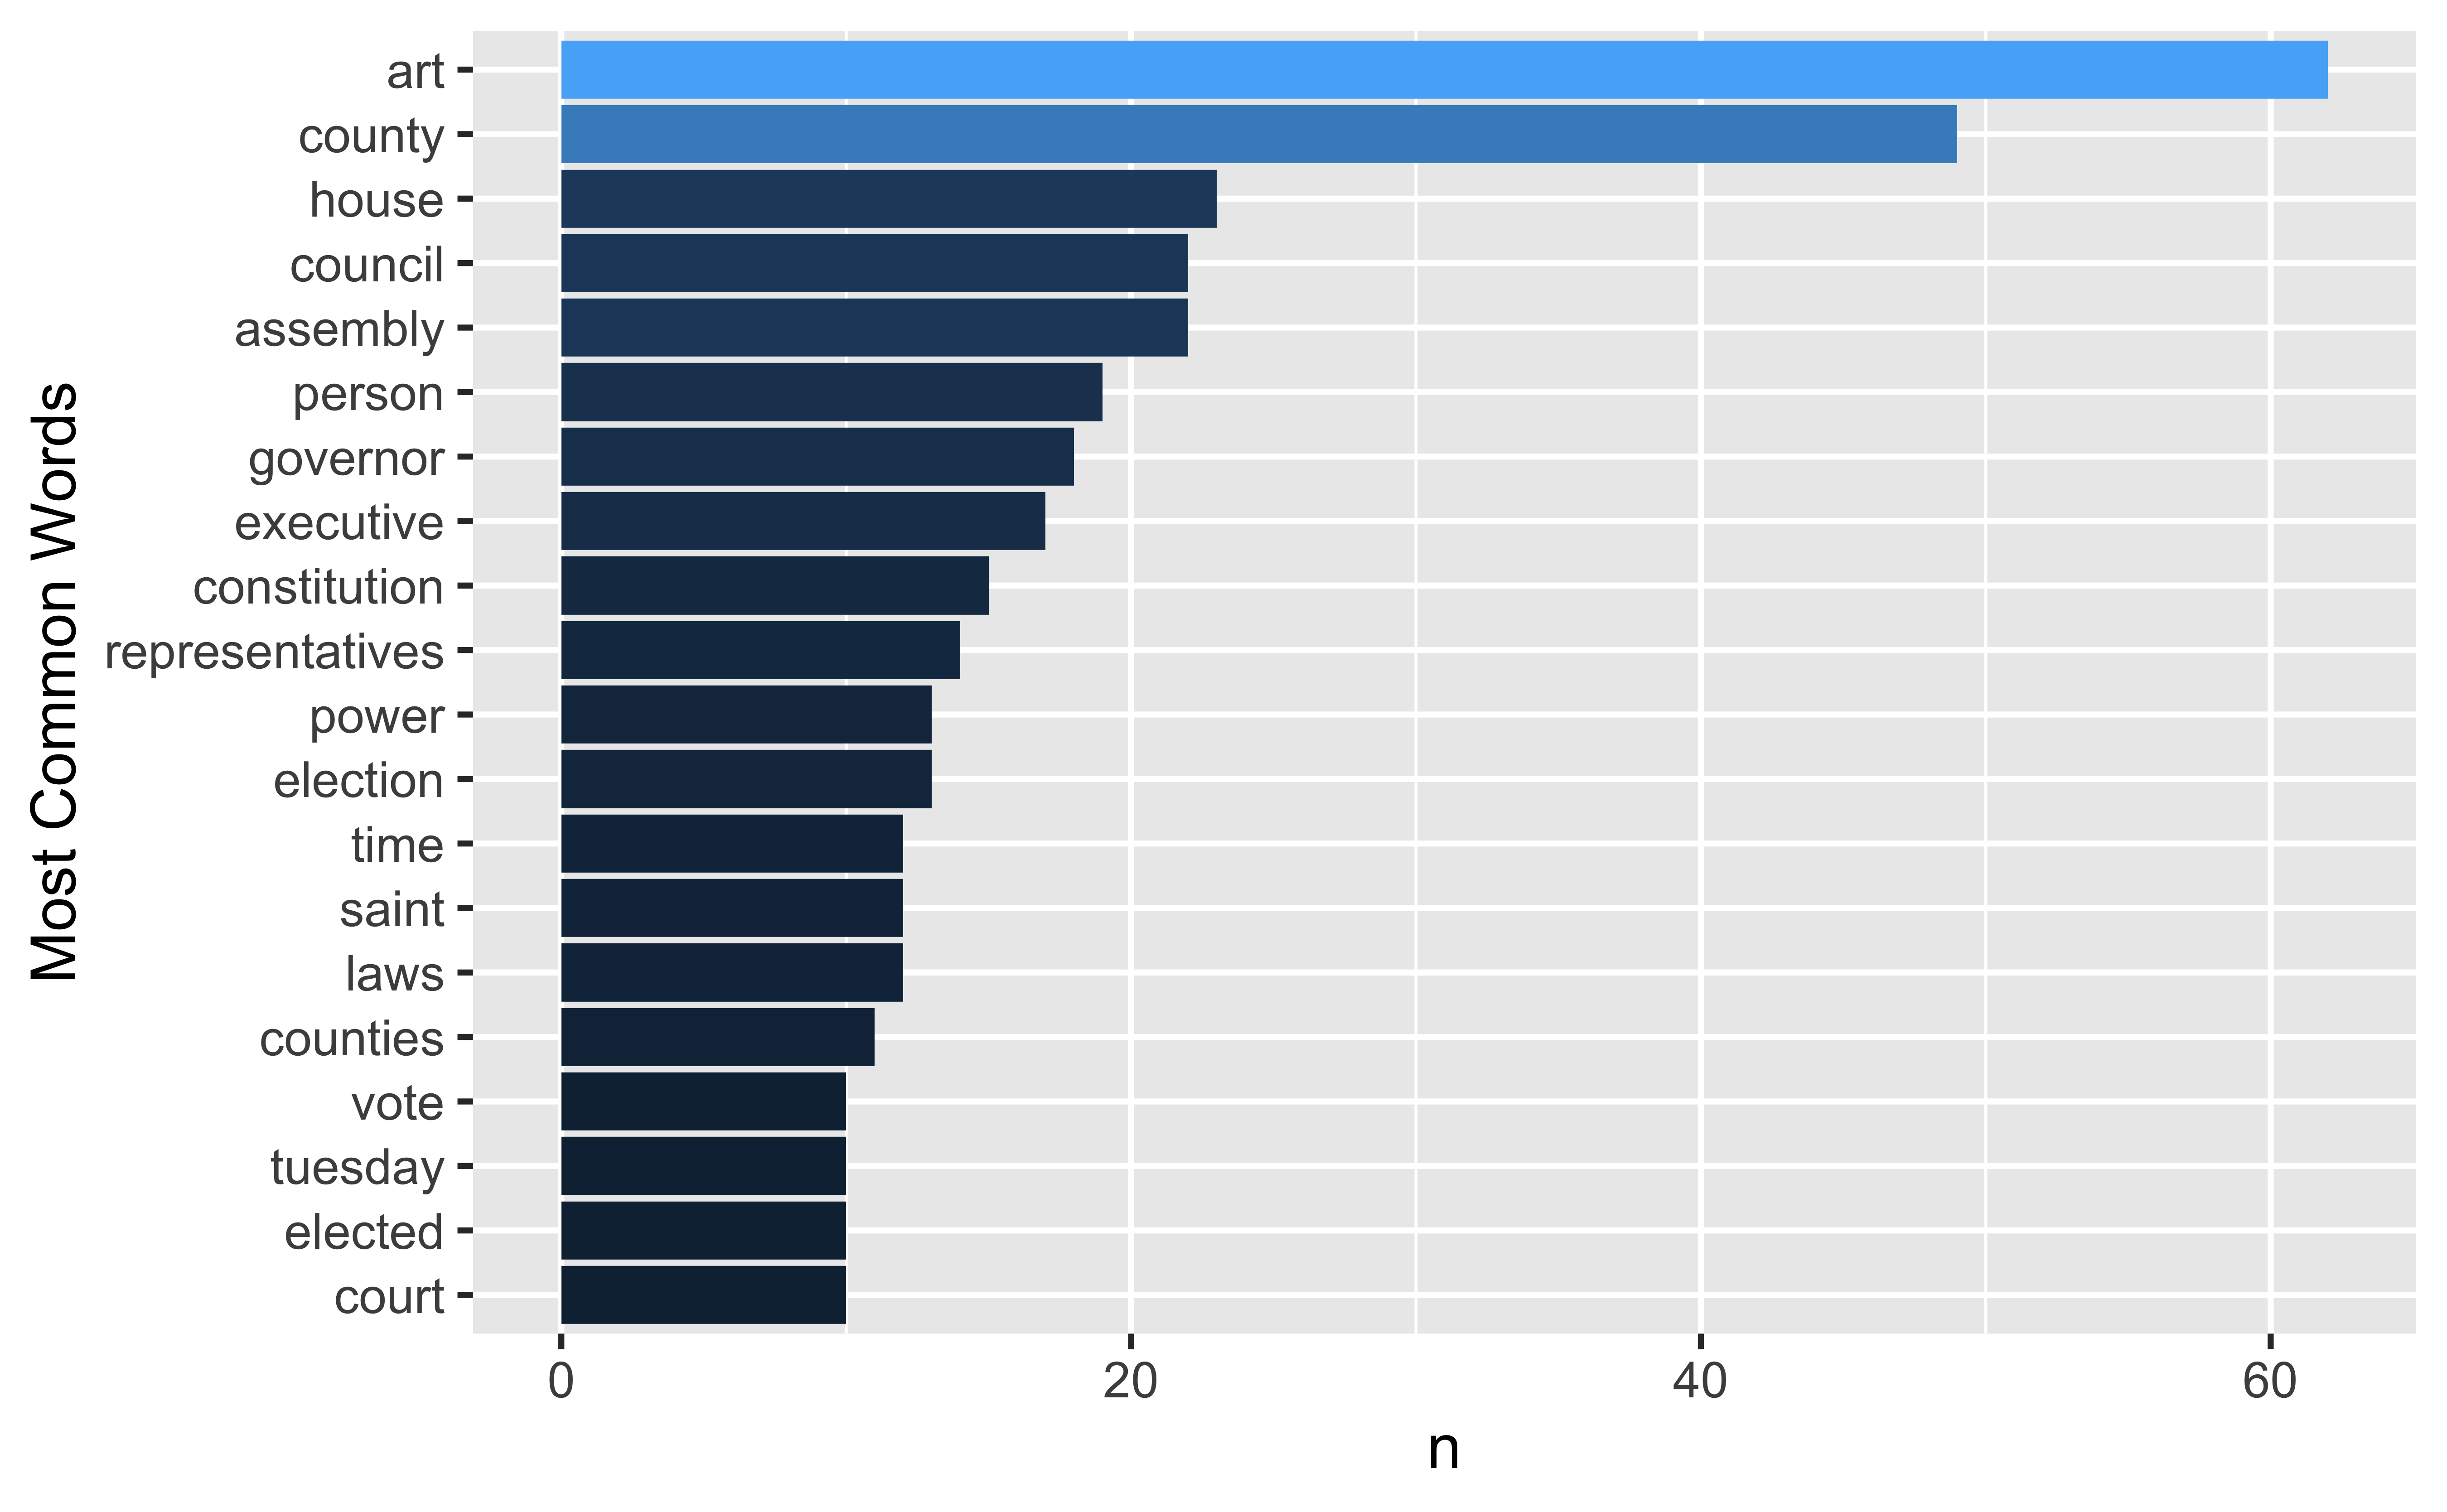 Most Common Words
art
county
house
council
assembly
person
governor
executive
constitution
representatives
power
election
time
saint
laws
counties
vote
tuesday
elected
court
0 20 40 60
n